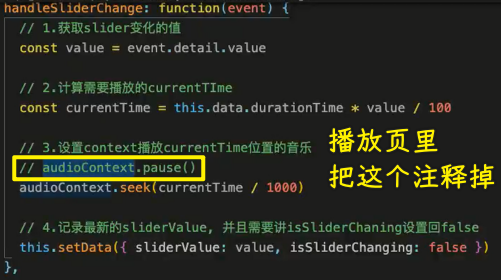 handleSliderChange: function(event) {
// 1.获取slider变化的值
const value = event.detail.value
// 2.计算需要播放的currentTIme
const currentTime = this.data.durationTime * value / 100
// 3.设置context播放currentTime位置的音乐
// audioContext.pause()
audioContext.seek(currentTime / 1000)
// 4.记录最新的sliderValue, 并且需要讲isSliderChaning设置回false
this.setData({ sliderValue: value, isSliderChanging: false })
},
播放页里
把这个注释掉